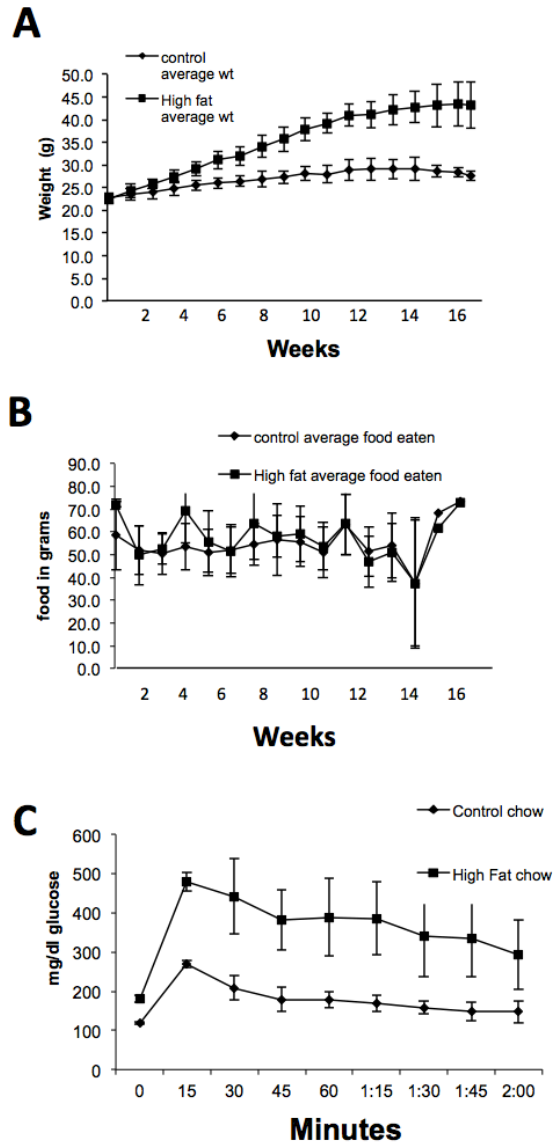 A
control
average wt
High fat
average wt
50.0
45.0
40.0
35.0
30.0
25.0
20.0
15.0
10.0
5.0
0.0
Weight (g)
2 4 6 8 10 12 14 16
Weeks
B
control average food eaten
High fat average food eaten
90.0
80.0
70.0
60.0
50.0
40.0
30.0
20.0
10.0
0.0
food in grams
2 4 6 8 10 12 14 16
Weeks
C
Control chow
High Fat chow
600
500
400
300
200
100
0
mg/dl glucose
0 15 30 45 60 1:15 1:30 1:45 2:00
Minutes